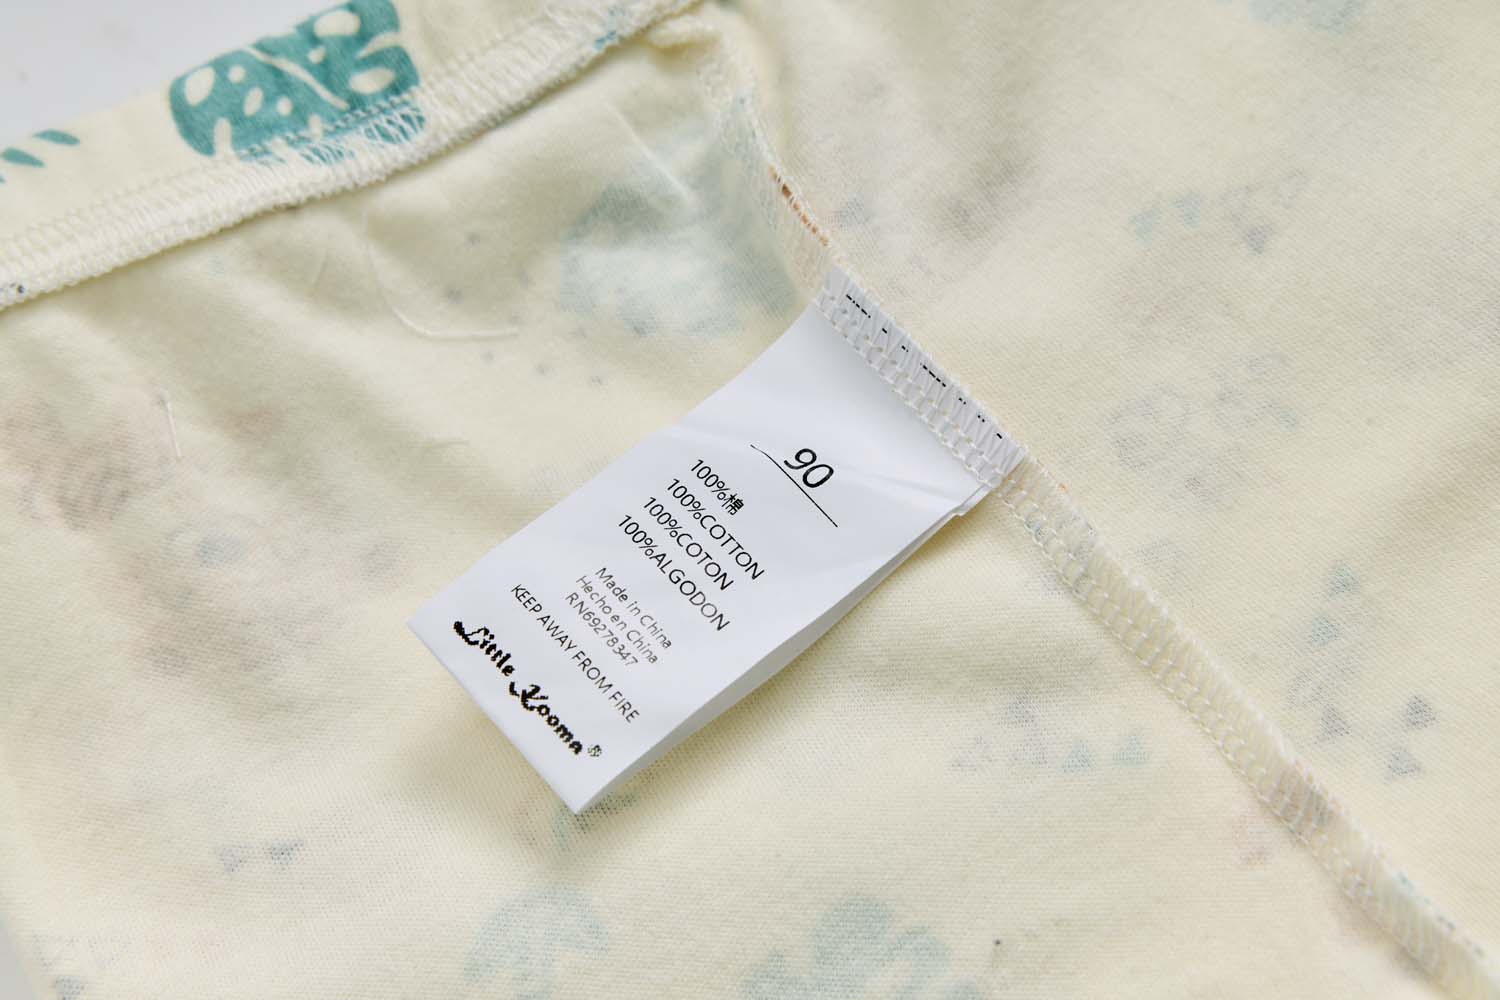 90
100%棉
100%COTTON
100%COTON
100%ALGODON
Made in China
Hecho en China
RN69278347
KEEP AWAY FROM FIRE
Little Kooma®